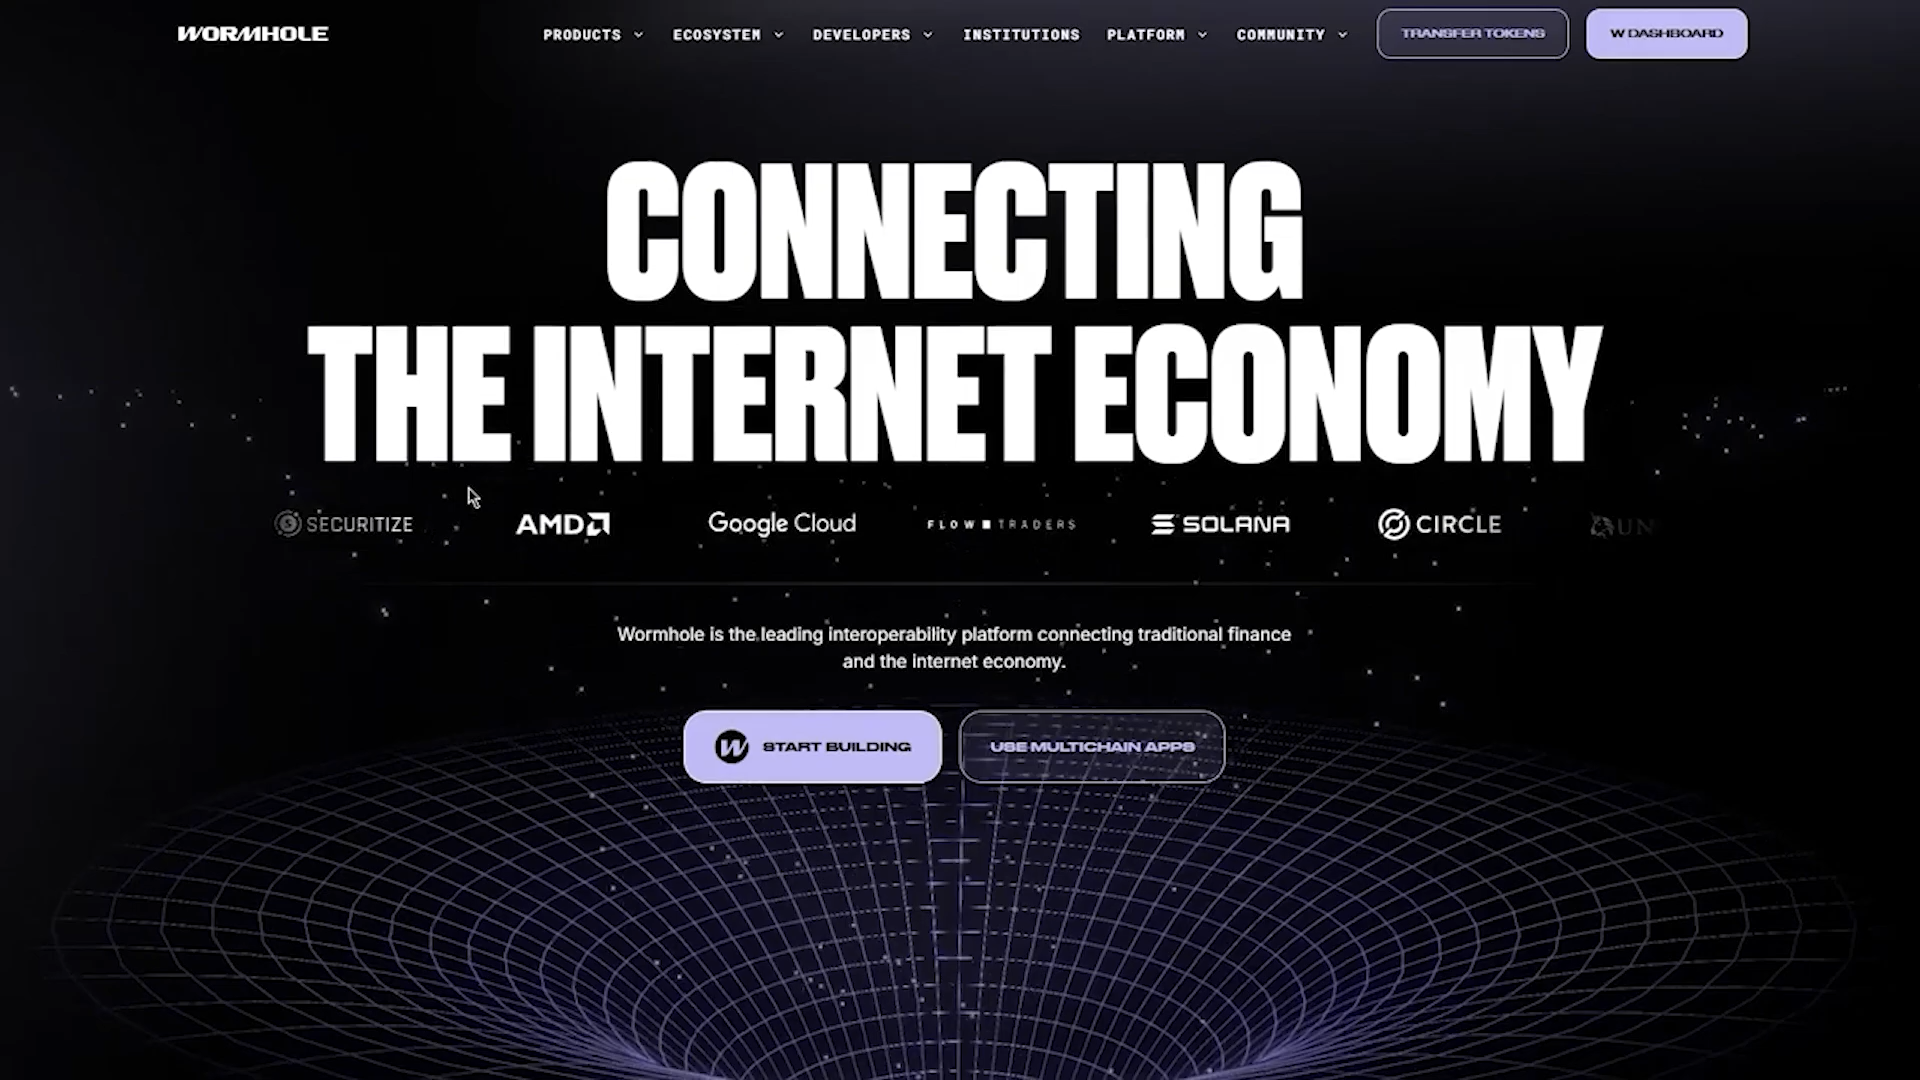 WORMHOLE
PRODUCTS ECOSYSTEM DEVELOPERS INSTITUTIONS PLATFORM COMMUNITY TRANSFER TOKENS W DASHBOARD
CONNECTING
THE INTERNET ECONOMY
SECURITIZE AMD Google Cloud FLOW TRADERS SOLANA CIRCLE UN
Wormhole is the leading interoperability platform connecting traditional finance
and the internet economy.
W START BUILDING USE MULTICHAIN APPS